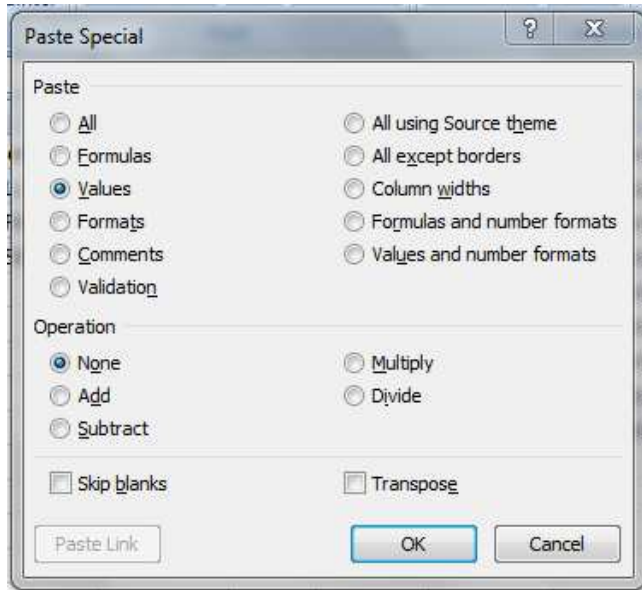 Paste Special
Paste
All
All using Source theme
Formulas
All except borders
Values
Column widths
Formats
Formulas and number formats
Comments
Values and number formats
Validation
Operation
None
Multiply
Add
Divide
Subtract
Skip blanks
Transpose
Paste Link
OK
Cancel